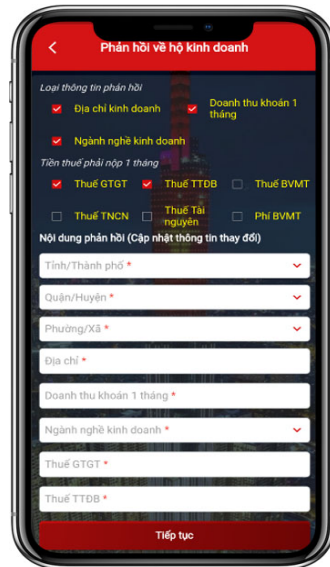 Phản hồi về hộ kinh doanh
Loại thông tin phản hồi
Địa chỉ kinh doanh
Doanh thu khoán 1 tháng
Ngành nghề kinh doanh
Tiền thuế phải nộp 1 tháng
Thuế GTGT
Thuế TTĐB
Thuế BVMT
Thuế TNCN
Thuế Tài nguyên
Phí BVMT
Nội dung phản hồi (Cập nhật thông tin thay đổi)
Tỉnh/Thành phố *
Quận/Huyện *
Phường/Xã *
Địa chỉ *
Doanh thu khoán 1 tháng *
Ngành nghề kinh doanh *
Thuế GTGT *
Thuế TTĐB *
Tiếp tục